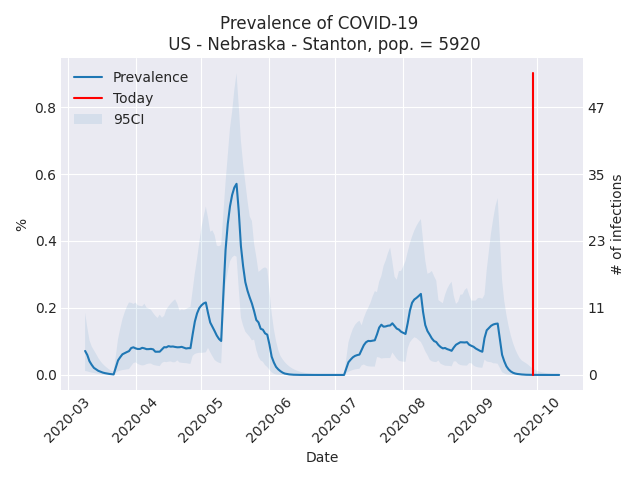 Prevalence of COVID-19
US - Nebraska - Stanton, pop. = 5920
Prevalence
Today
95CI
0.8
0.6
0.4
0.2
0.0
%
47
35
23
11
0
# of infections
2020-03
2020-04
2020-05
2020-06
2020-07
2020-08
2020-09
2020-10
Date